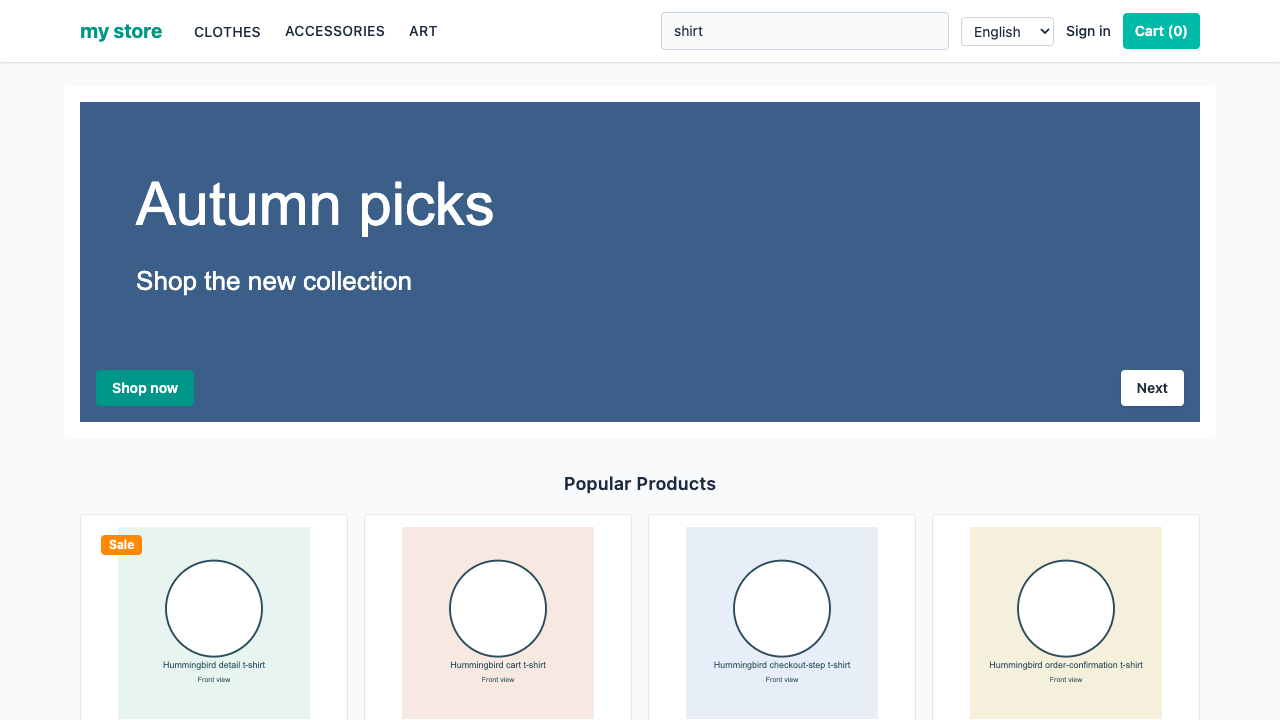 my store
CLOTHES
ACCESSORIES
ART
shirt
English
Sign in
Cart (0)
Autumn picks
Shop the new collection
Shop now
Next
Popular Products
Sale
Hummingbird detail t-shirt
Front view
Hummingbird cart t-shirt
Front view
Hummingbird checkout-step t-shirt
Front view
Hummingbird order-confirmation t-shirt
Front view